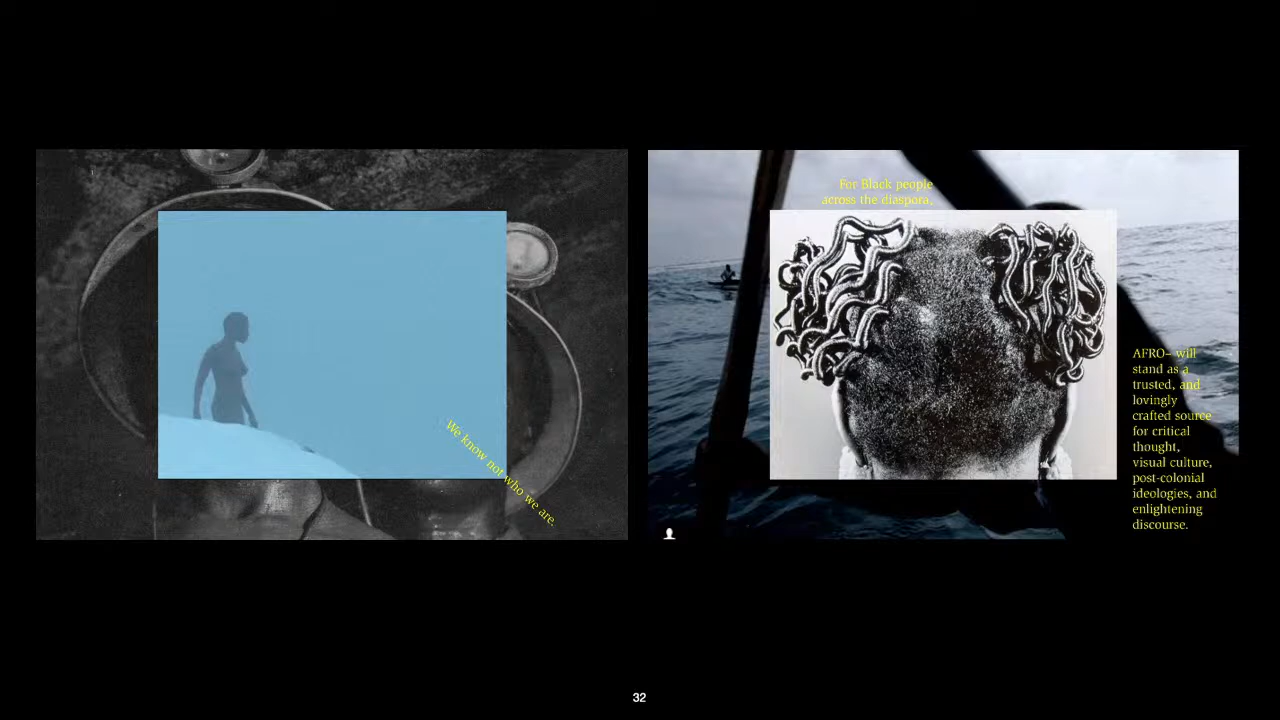 We know not who we are.
For Black people
across the diaspora,
AFRO– will
stand as a
trusted, and
lovingly
crafted source
for critical
thought,
visual culture,
post-colonial
ideologies, and
enlightening
discourse.
32